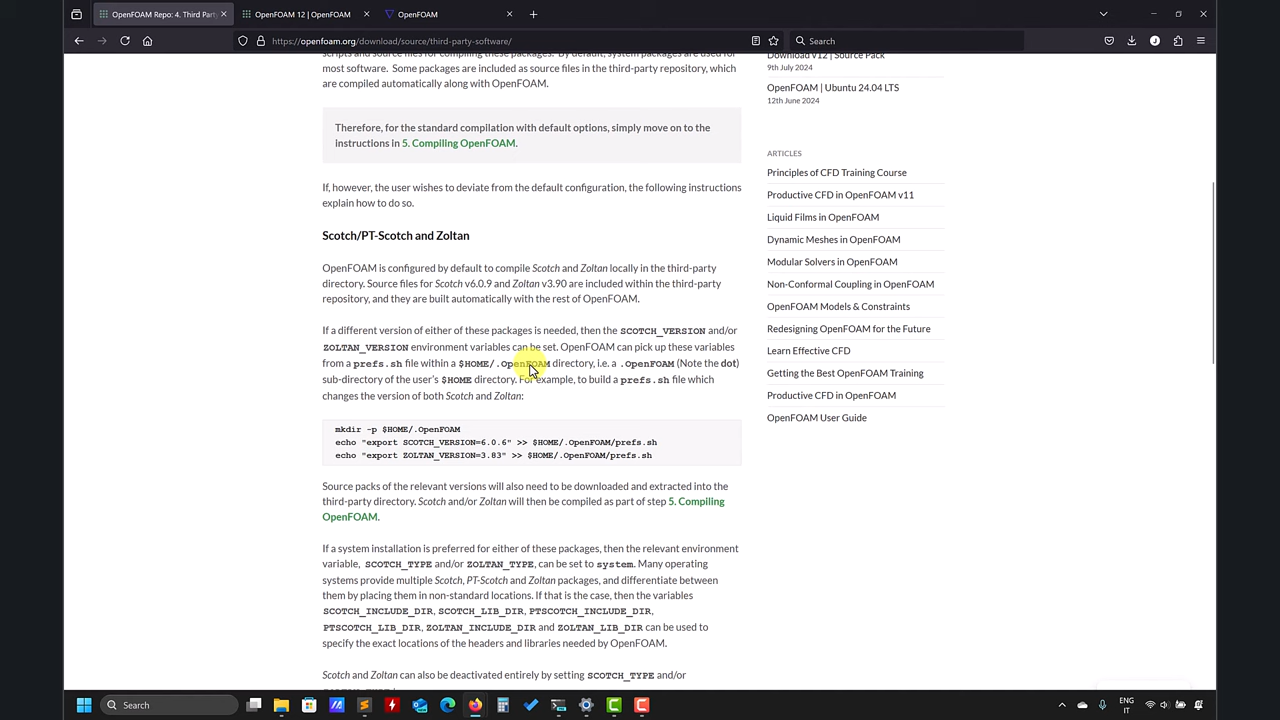 OpenFOAM Repo: 4. Third Party
OpenFOAM 12 | OpenFOAM
OpenFOAM
https://openfoam.org/download/source/third-party-software/
Search
scripts and source files for compiling these packages. By default, system packages are used for
most software. Some packages are included as source files in the third-party repository, which
are compiled automatically along with OpenFOAM.
Therefore, for the standard compilation with default options, simply move on to the
instructions in 5. Compiling OpenFOAM.
If, however, the user wishes to deviate from the default configuration, the following instructions
explain how to do so.
Scotch/PT-Scotch and Zoltan
OpenFOAM is configured by default to compile Scotch and Zoltan locally in the third-party
directory. Source files for Scotch v6.0.9 and Zoltan v3.90 are included within the third-party
repository, and they are built automatically with the rest of OpenFOAM.
If a different version of either of these packages is needed, then the SCOTCH_VERSION and/or
ZOLTAN_VERSION environment variables can be set. OpenFOAM can pick up these variables
from a prefs.sh file within a $HOME/.OpenFOAM directory, i.e. a .OpenFOAM (Note the dot)
sub-directory of the user's $HOME directory. For example, to build a prefs.sh file which
changes the version of both Scotch and Zoltan:
mkdir -p $HOME/.OpenFOAM
echo "export SCOTCH_VERSION=6.0.6" >> $HOME/.OpenFOAM/prefs.sh
echo "export ZOLTAN_VERSION=3.83" >> $HOME/.OpenFOAM/prefs.sh
Source packs of the relevant versions will also need to be downloaded and extracted into the
third-party directory. Scotch and/or Zoltan will then be compiled as part of step 5. Compiling
OpenFOAM.
If a system installation is preferred for either of these packages, then the relevant environment
variable, SCOTCH_TYPE and/or ZOLTAN_TYPE, can be set to system. Many operating
systems provide multiple Scotch, PT-Scotch and Zoltan packages, and differentiate between
them by placing them in non-standard locations. If that is the case, then the variables
SCOTCH_INCLUDE_DIR, SCOTCH_LIB_DIR, PTSCOTCH_INCLUDE_DIR,
PTSCOTCH_LIB_DIR, ZOLTAN_INCLUDE_DIR and ZOLTAN_LIB_DIR can be used to
specify the exact locations of the headers and libraries needed by OpenFOAM.
Scotch and Zoltan can also be deactivated entirely by setting SCOTCH_TYPE and/or
Download v12 | Source Pack
9th July 2024
OpenFOAM | Ubuntu 24.04 LTS
12th June 2024
ARTICLES
Principles of CFD Training Course
Productive CFD in OpenFOAM v11
Liquid Films in OpenFOAM
Dynamic Meshes in OpenFOAM
Modular Solvers in OpenFOAM
Non-Conformal Coupling in OpenFOAM
OpenFOAM Models & Constraints
Redesigning OpenFOAM for the Future
Learn Effective CFD
Getting the Best OpenFOAM Training
Productive CFD in OpenFOAM
OpenFOAM User Guide
Search
ENG
IT